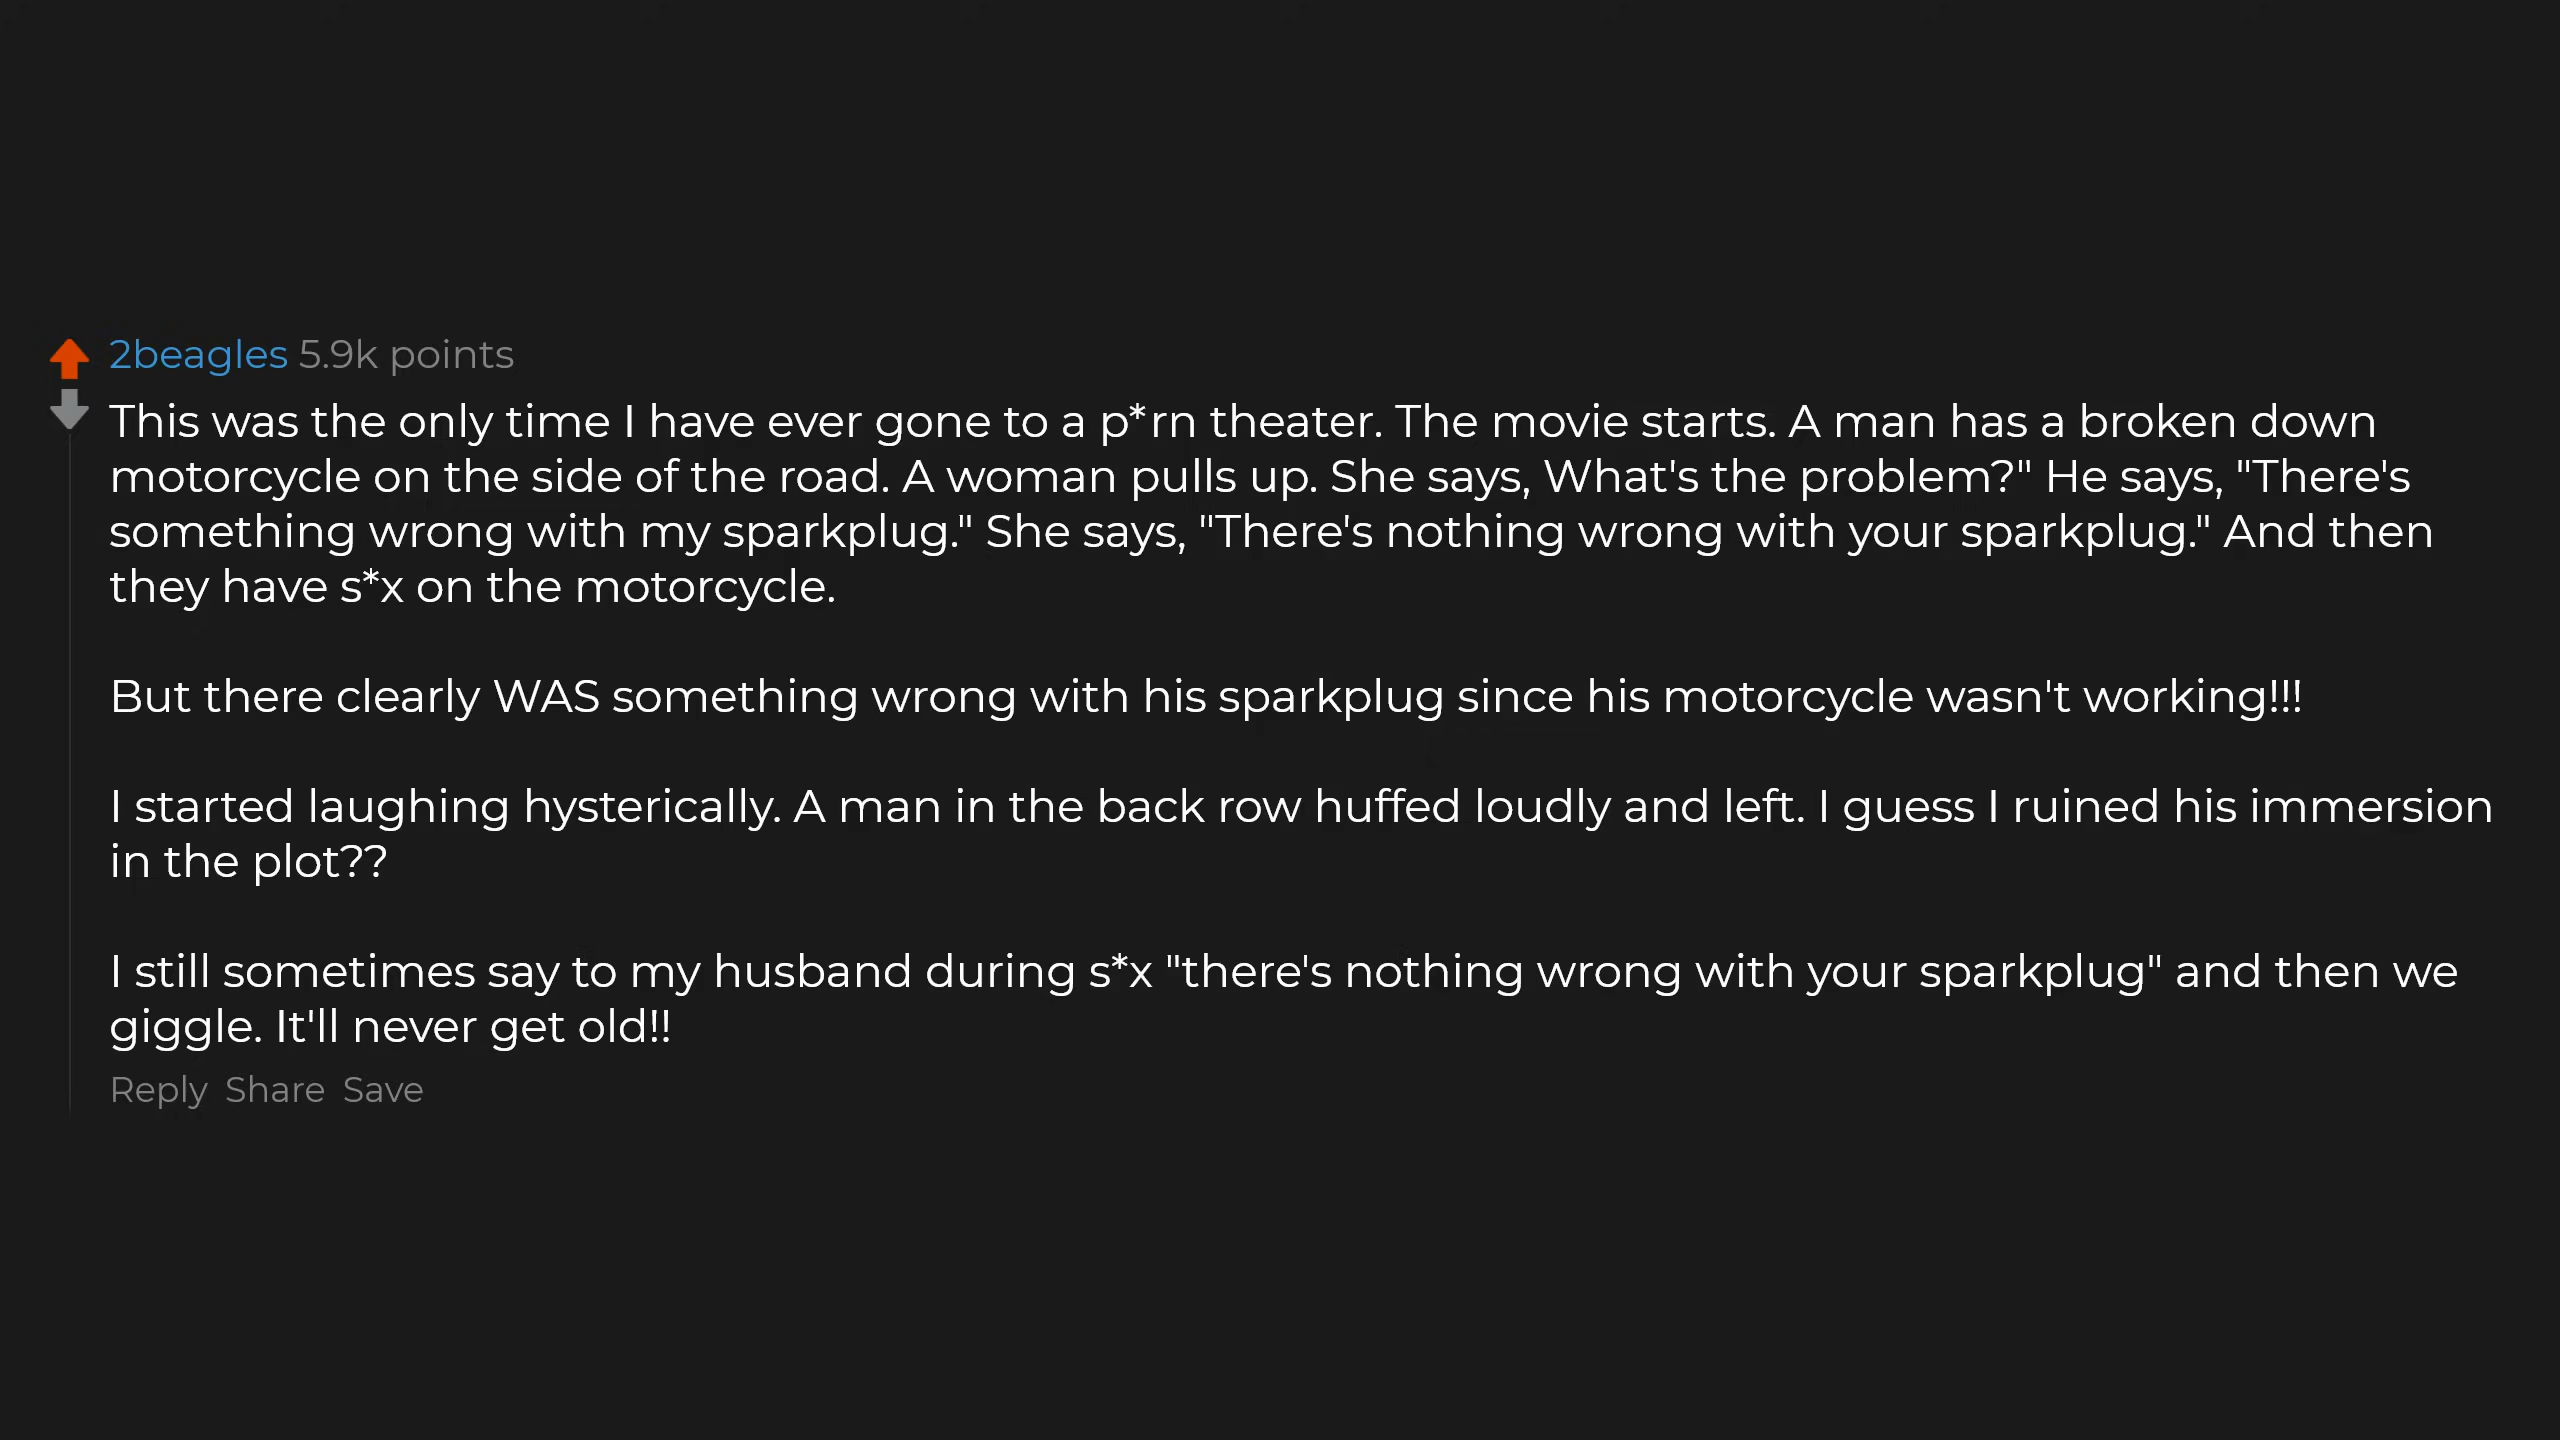 2beagles 5.9k points
This was the only time I have ever gone to a p*rn theater. The movie starts. A man has a broken down
motorcycle on the side of the road. A woman pulls up. She says, What's the problem?" He says, "There's
something wrong with my sparkplug." She says, "There's nothing wrong with your sparkplug." And then
they have s*x on the motorcycle.
But there clearly WAS something wrong with his sparkplug since his motorcycle wasn't working!!!
I started laughing hysterically. A man in the back row huffed loudly and left. I guess I ruined his immersion
in the plot??
I still sometimes say to my husband during s*x "there's nothing wrong with your sparkplug" and then we
giggle. It'll never get old!!
Reply Share Save